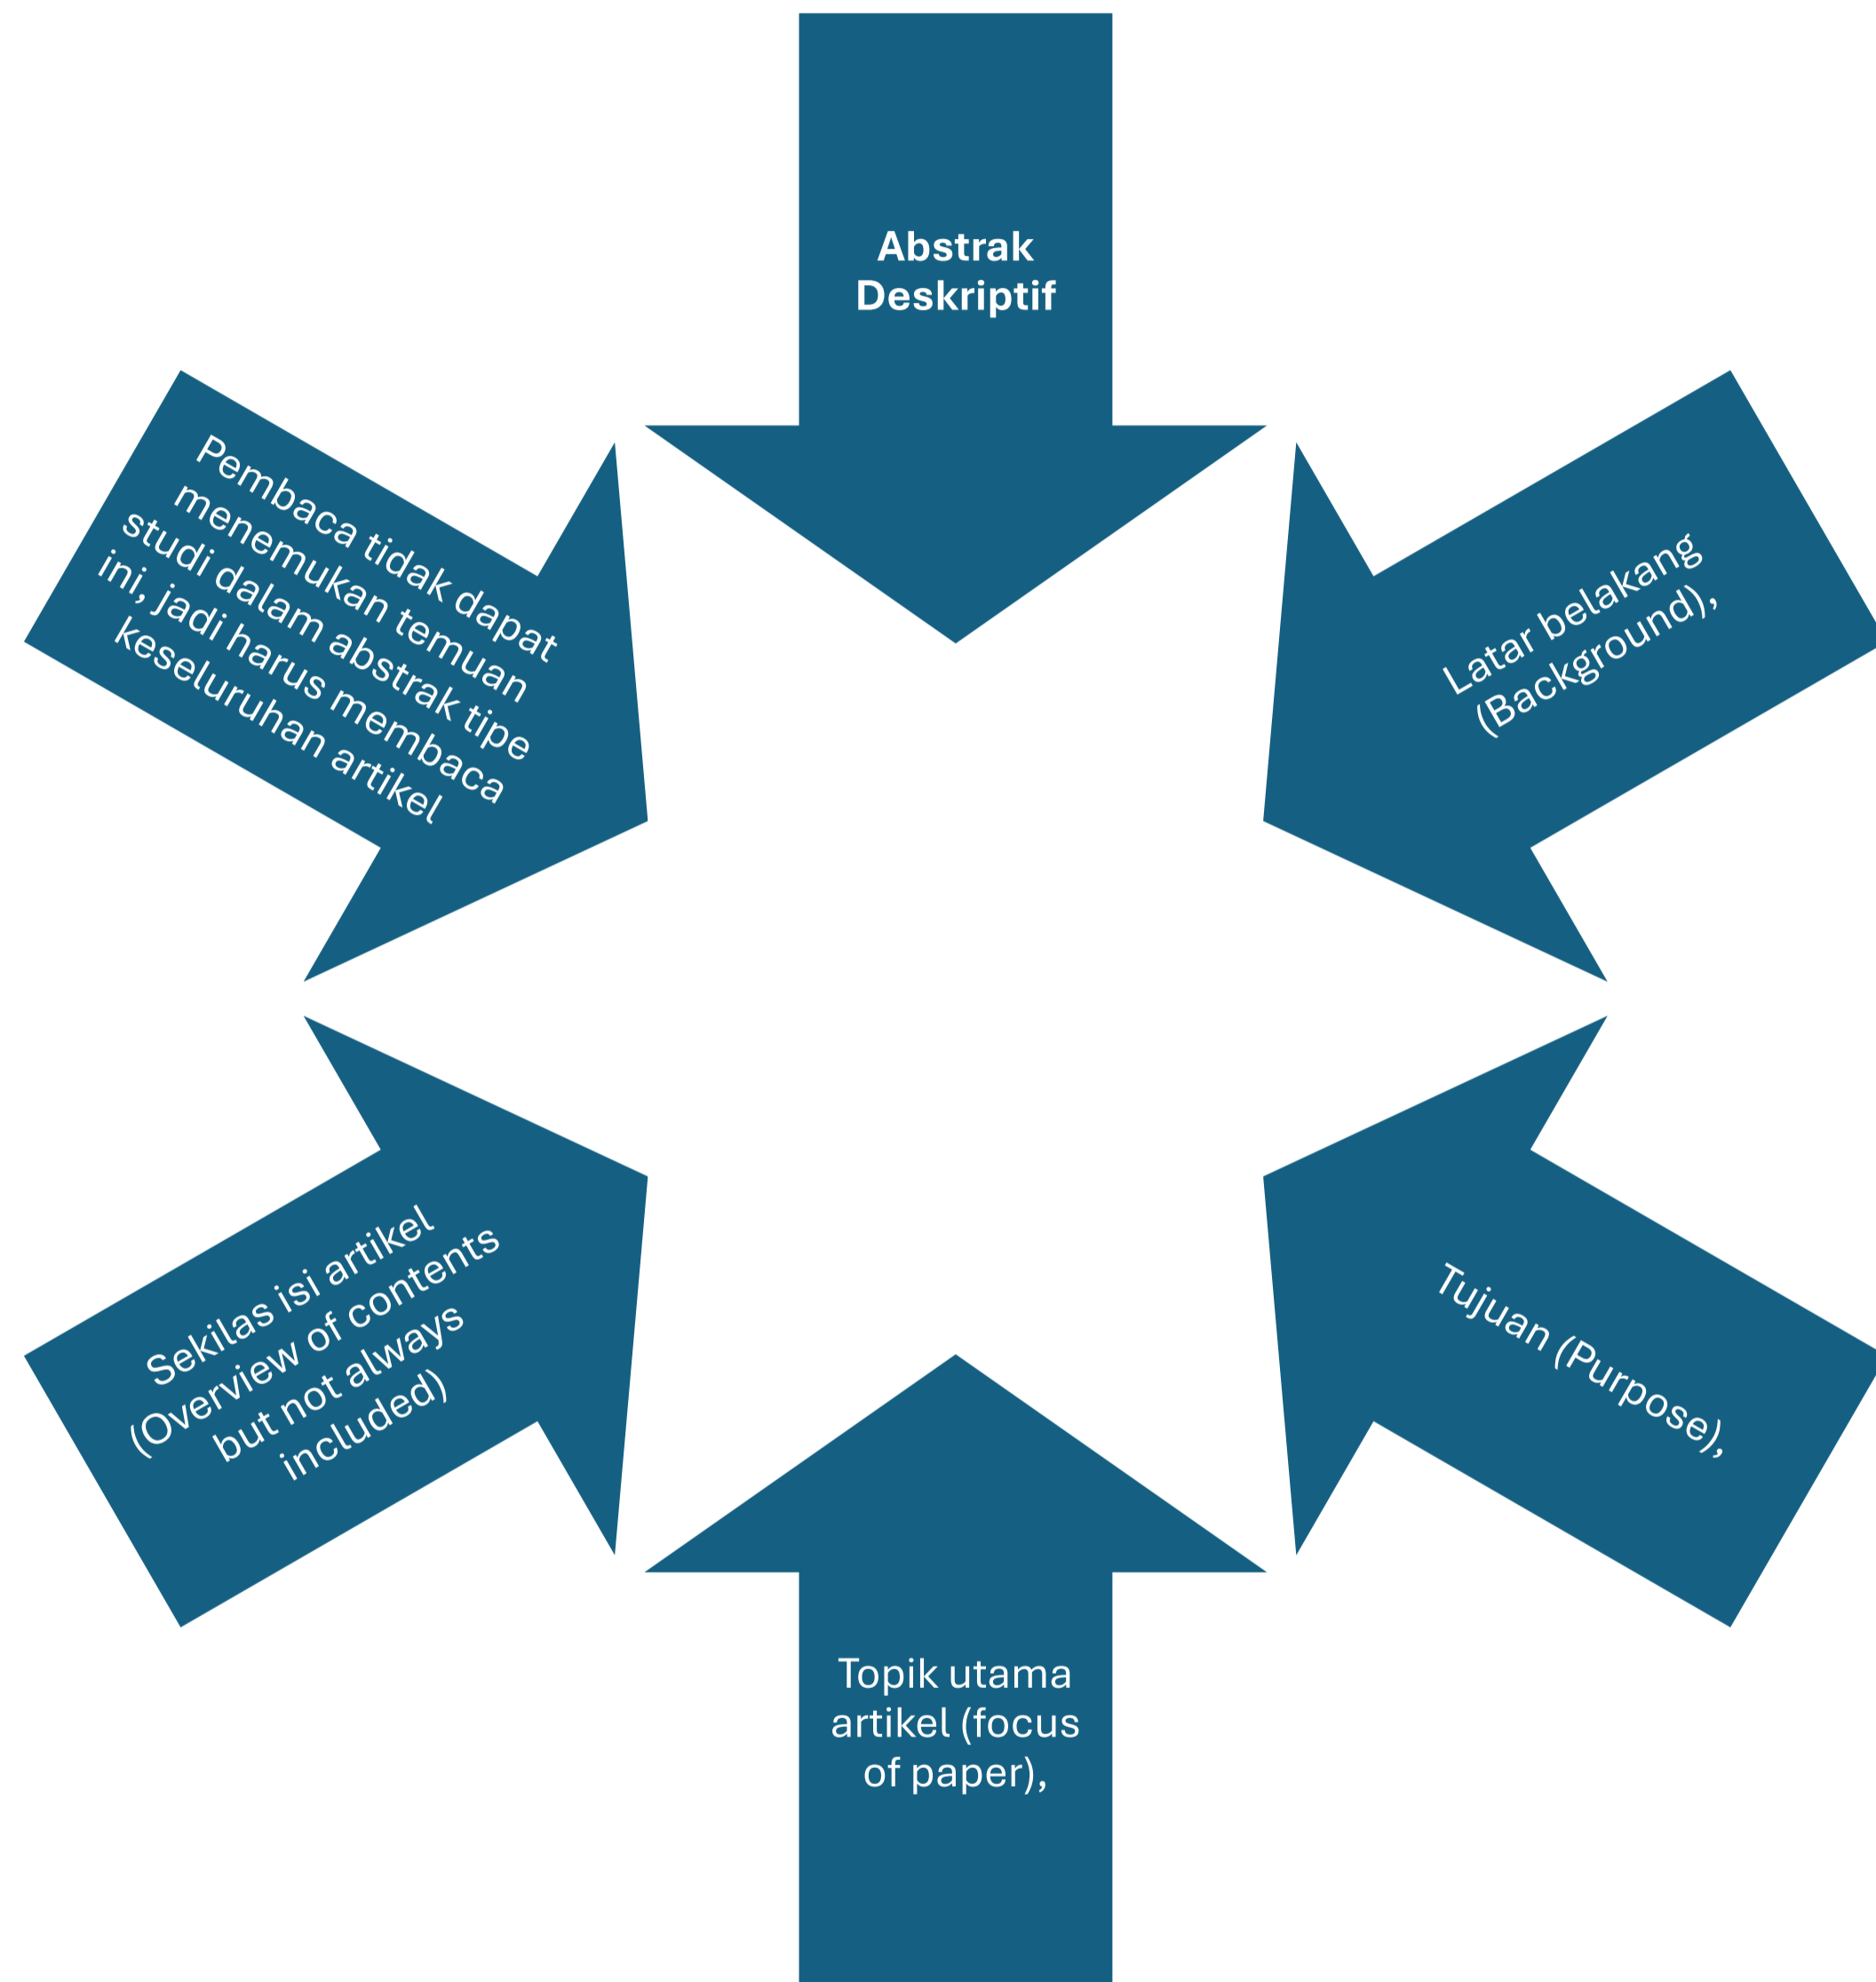 Abstrak
Deskriptif
Latar belakang
(Background),
Tujuan (Purpose),
Topik utama
artikel (focus
of paper),
Sekilas isi artikel
(Overview of contents
but not always
included)
Pembaca tidak dapat
menemukan temuan
studi dalam abstrak tipe
ini, jadi harus membaca
keseluruhan artikel